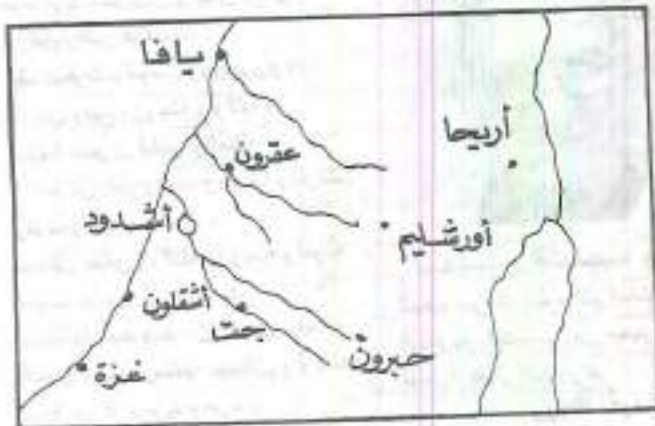 يافا
أريحا
عقرون
أشدود
أورشليم
أشقلون
جت
حبرون
غزة